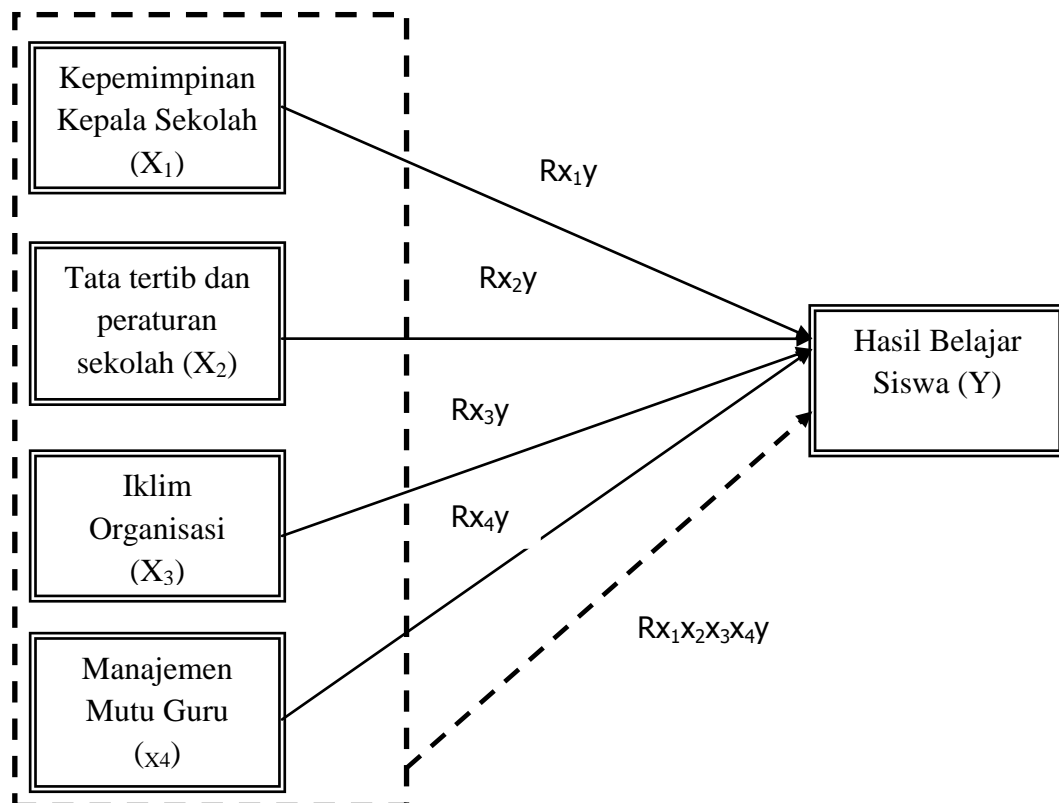 Kepemimpinan
Kepala Sekolah
(X₁)
Rx₁y
Tata tertib dan
peraturan
sekolah (X₂)
Rx₂y
Hasil Belajar
Siswa (Y)
Rx₃y
Iklim
Organisasi
(X₃)
Rx₄y
Rx₁x₂x₃x₄y
Manajemen
Mutu Guru
(x4)